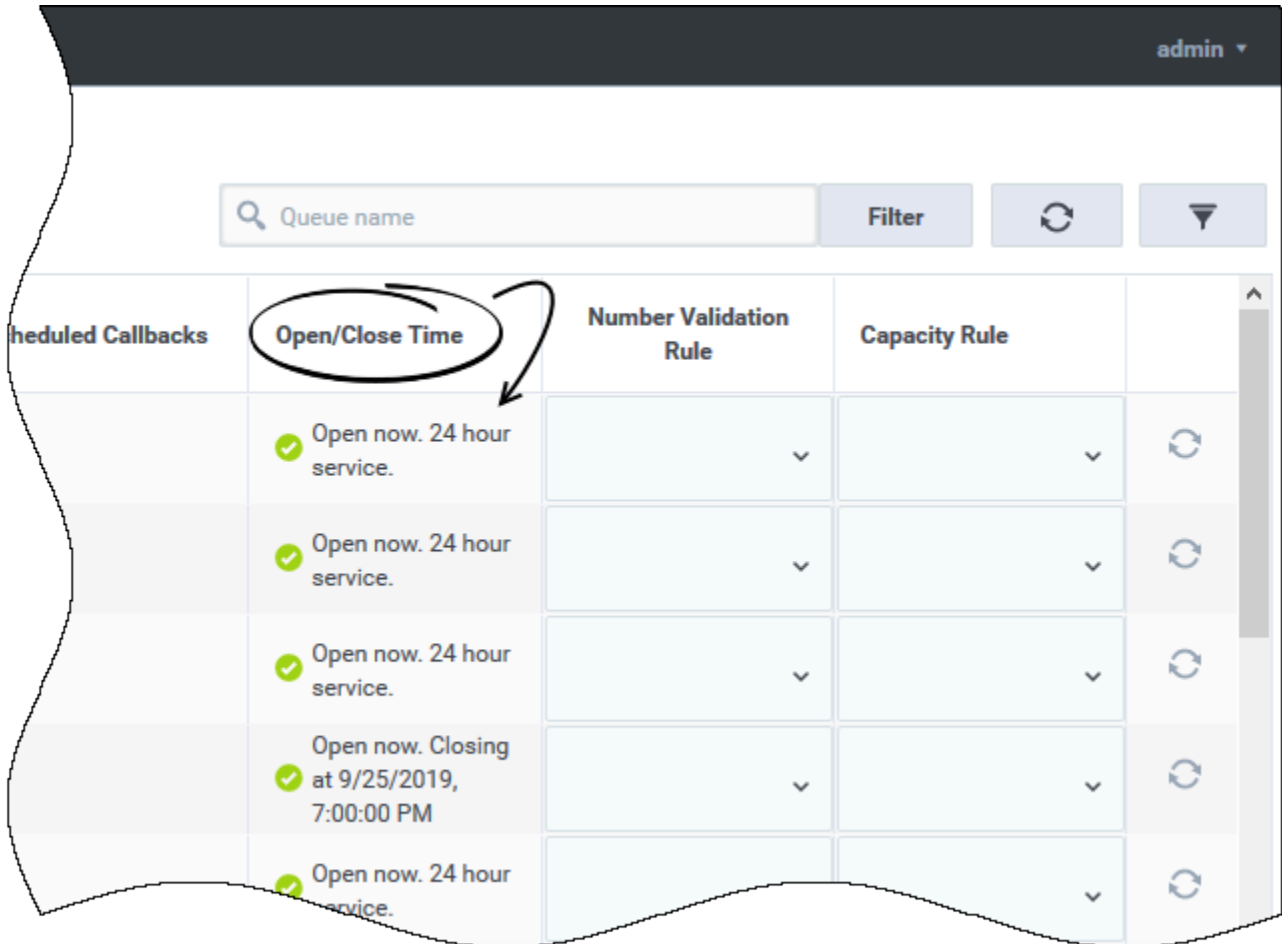 admin
Queue name
Filter
heduled Callbacks
Open/Close Time
Number Validation
Rule
Capacity Rule
Open now. 24 hour
service.
Open now. 24 hour
service.
Open now. 24 hour
service.
Open now. Closing
at 9/25/2019,
7:00:00 PM
Open now. 24 hour
ervice.